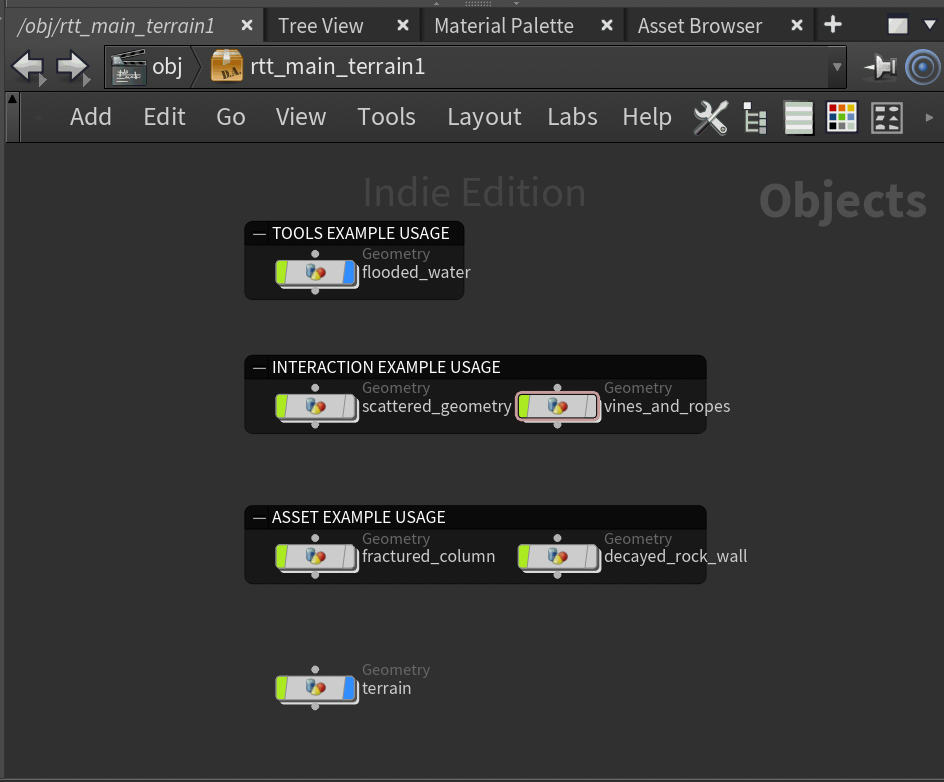 /obj/rtt_main_terrain1 Tree View Material Palette Asset Browser
obj rtt_main_terrain1
Add Edit Go View Tools Layout Labs Help
Indie Edition
Objects
TOOLS EXAMPLE USAGE
Geometry
flooded_water
INTERACTION EXAMPLE USAGE
Geometry Geometry
scattered_geometry vines_and_ropes
ASSET EXAMPLE USAGE
Geometry Geometry
fractured_column decayed_rock_wall
Geometry
terrain